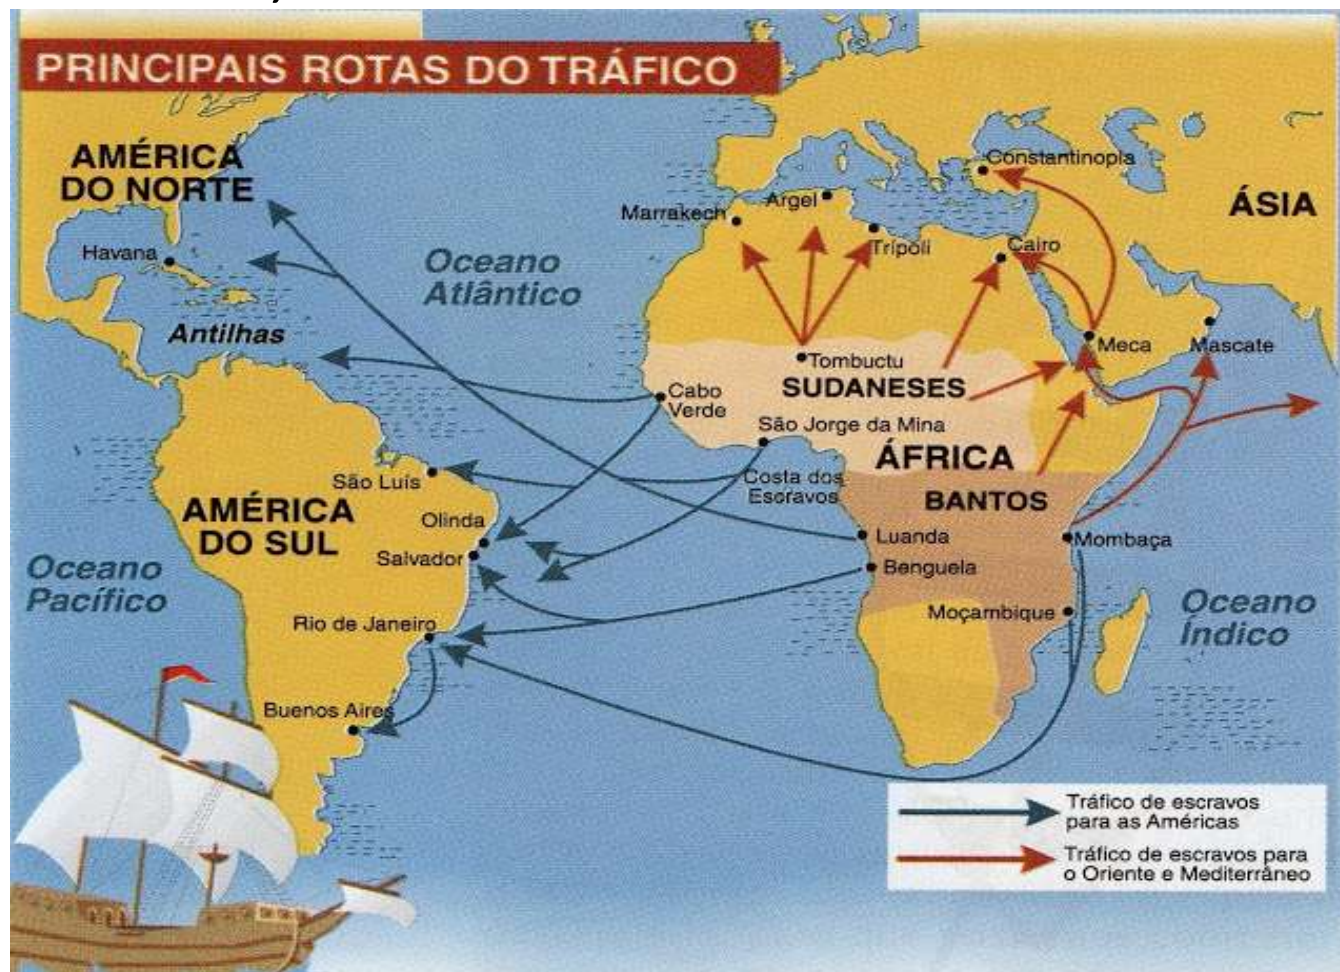 PRINCIPAIS ROTAS DO TRÁFICO
AMÉRICA
DO NORTE
Constantinopla
ÁSIA
Argel
Marrakech
Trípoli
Cairo
Havana
Oceano
Atlântico
Antilhas
Meca
Mascate
Tombuctu
SUDANESES
Cabo
Verde
São Jorge da Mina
ÁFRICA
Costa dos
Escravos
BANTOS
São Luís
AMÉRICA
DO SUL
Olinda
Salvador
Luanda
Mombaça
Benguela
Oceano
Pacífico
Moçambique
Oceano
Índico
Rio de Janeiro
Buenos Aires
Tráfico de escravos
para as Américas
Tráfico de escravos para
o Oriente e Mediterrâneo